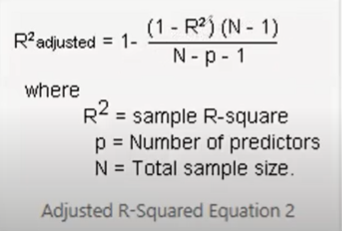 R²adjusted = 1- (1 - R²) (N - 1)
N - p - 1
where
R² = sample R-square
p = Number of predictors
N = Total sample size.
Adjusted R-Squared Equation 2